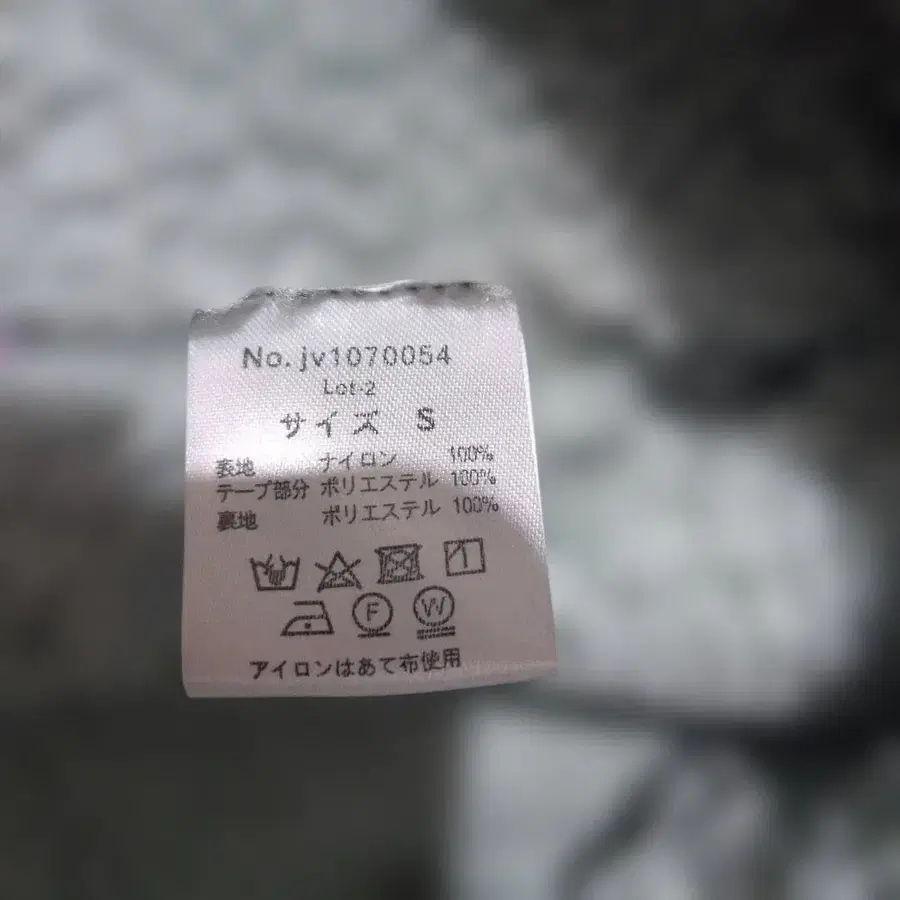 No. jv1070054
Lot-2
サイズ S
表地 ナイロン 100%
テープ部分 ポリエステル 100%
裏地 ポリエステル 100%
F W
アイロンはあて布使用